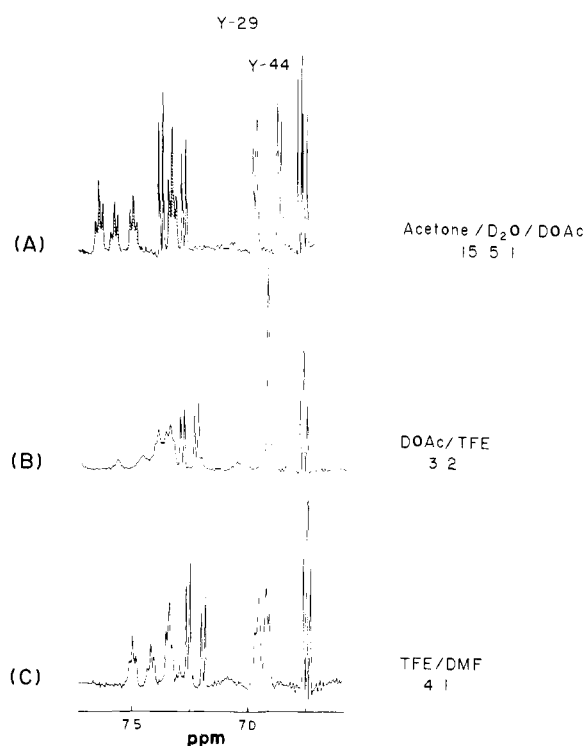 Y-29
Y-44
(A)
Acetone / D2O / DOAc
15 5 1
(B)
DOAc/TFE
3 2
(C)
TFE/DMF
4 1
75 70
ppm